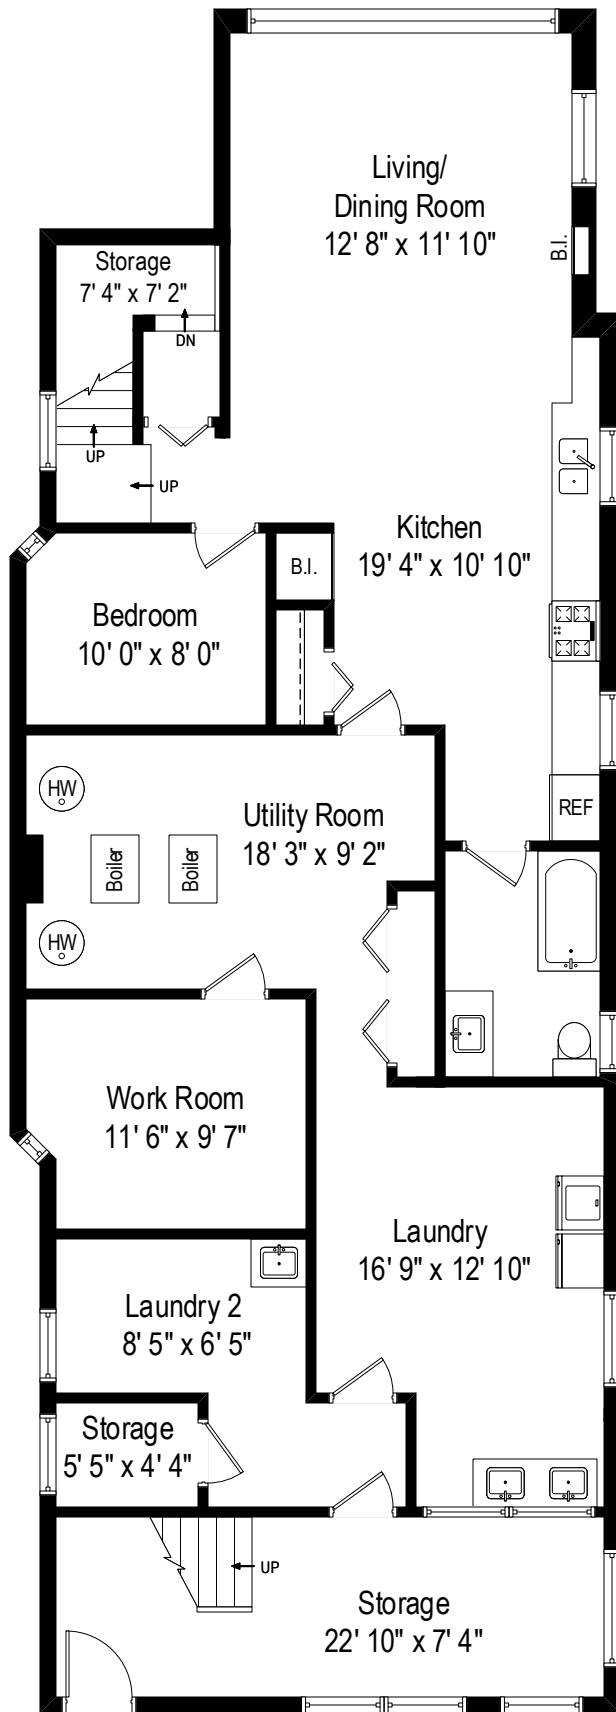 Living/
Dining Room
12' 8" x 11' 10"
B.I.
Storage
7' 4" x 7' 2"
DN
UP
UP
Kitchen
19' 4" x 10' 10"
B.I.
Bedroom
10' 0" x 8' 0"
HW
Utility Room
18' 3" x 9' 2"
REF
Boiler
Boiler
HW
Work Room
11' 6" x 9' 7"
Laundry
16' 9" x 12' 10"
Laundry 2
8' 5" x 6' 5"
Storage
5' 5" x 4' 4"
UP
Storage
22' 10" x 7' 4"